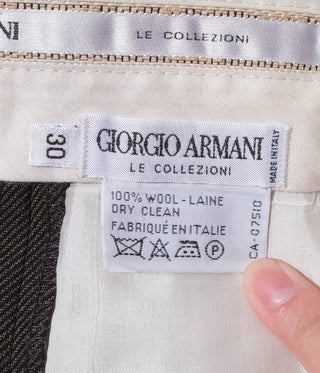 ANI LE COLLEZIONI
30
GIORGIO ARMANI
LE COLLEZIONI
MADE IN ITALY
100% WOOL - LAINE
DRY CLEAN
FABRIQUÉ EN ITALIE
CA-07510
P